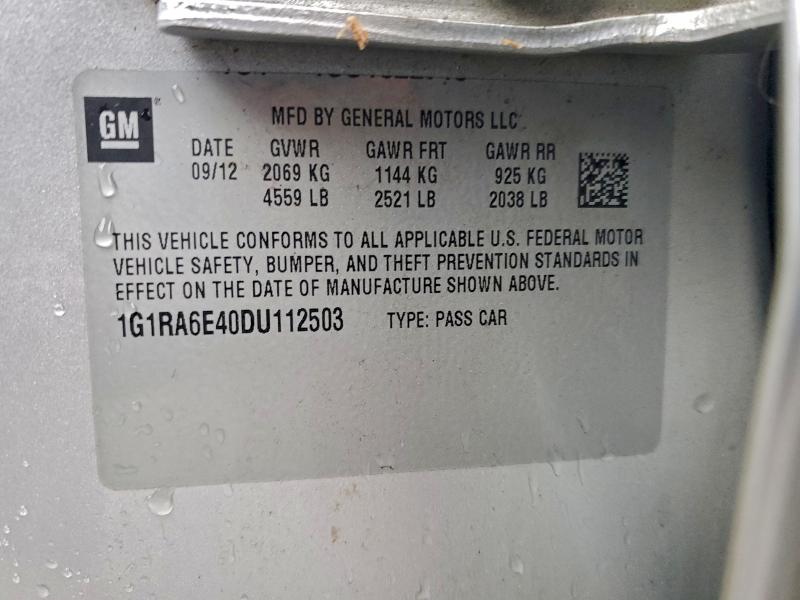 MFD BY GENERAL MOTORS LLC
GM
DATE GVWR GAWR FRT GAWR RR
09/12 2069 KG 1144 KG 925 KG
4559 LB 2521 LB 2038 LB
THIS VEHICLE CONFORMS TO ALL APPLICABLE U.S. FEDERAL MOTOR
VEHICLE SAFETY, BUMPER, AND THEFT PREVENTION STANDARDS IN
EFFECT ON THE DATE OF MANUFACTURE SHOWN ABOVE.
1G1RA6E40DU112503 TYPE: PASS CAR